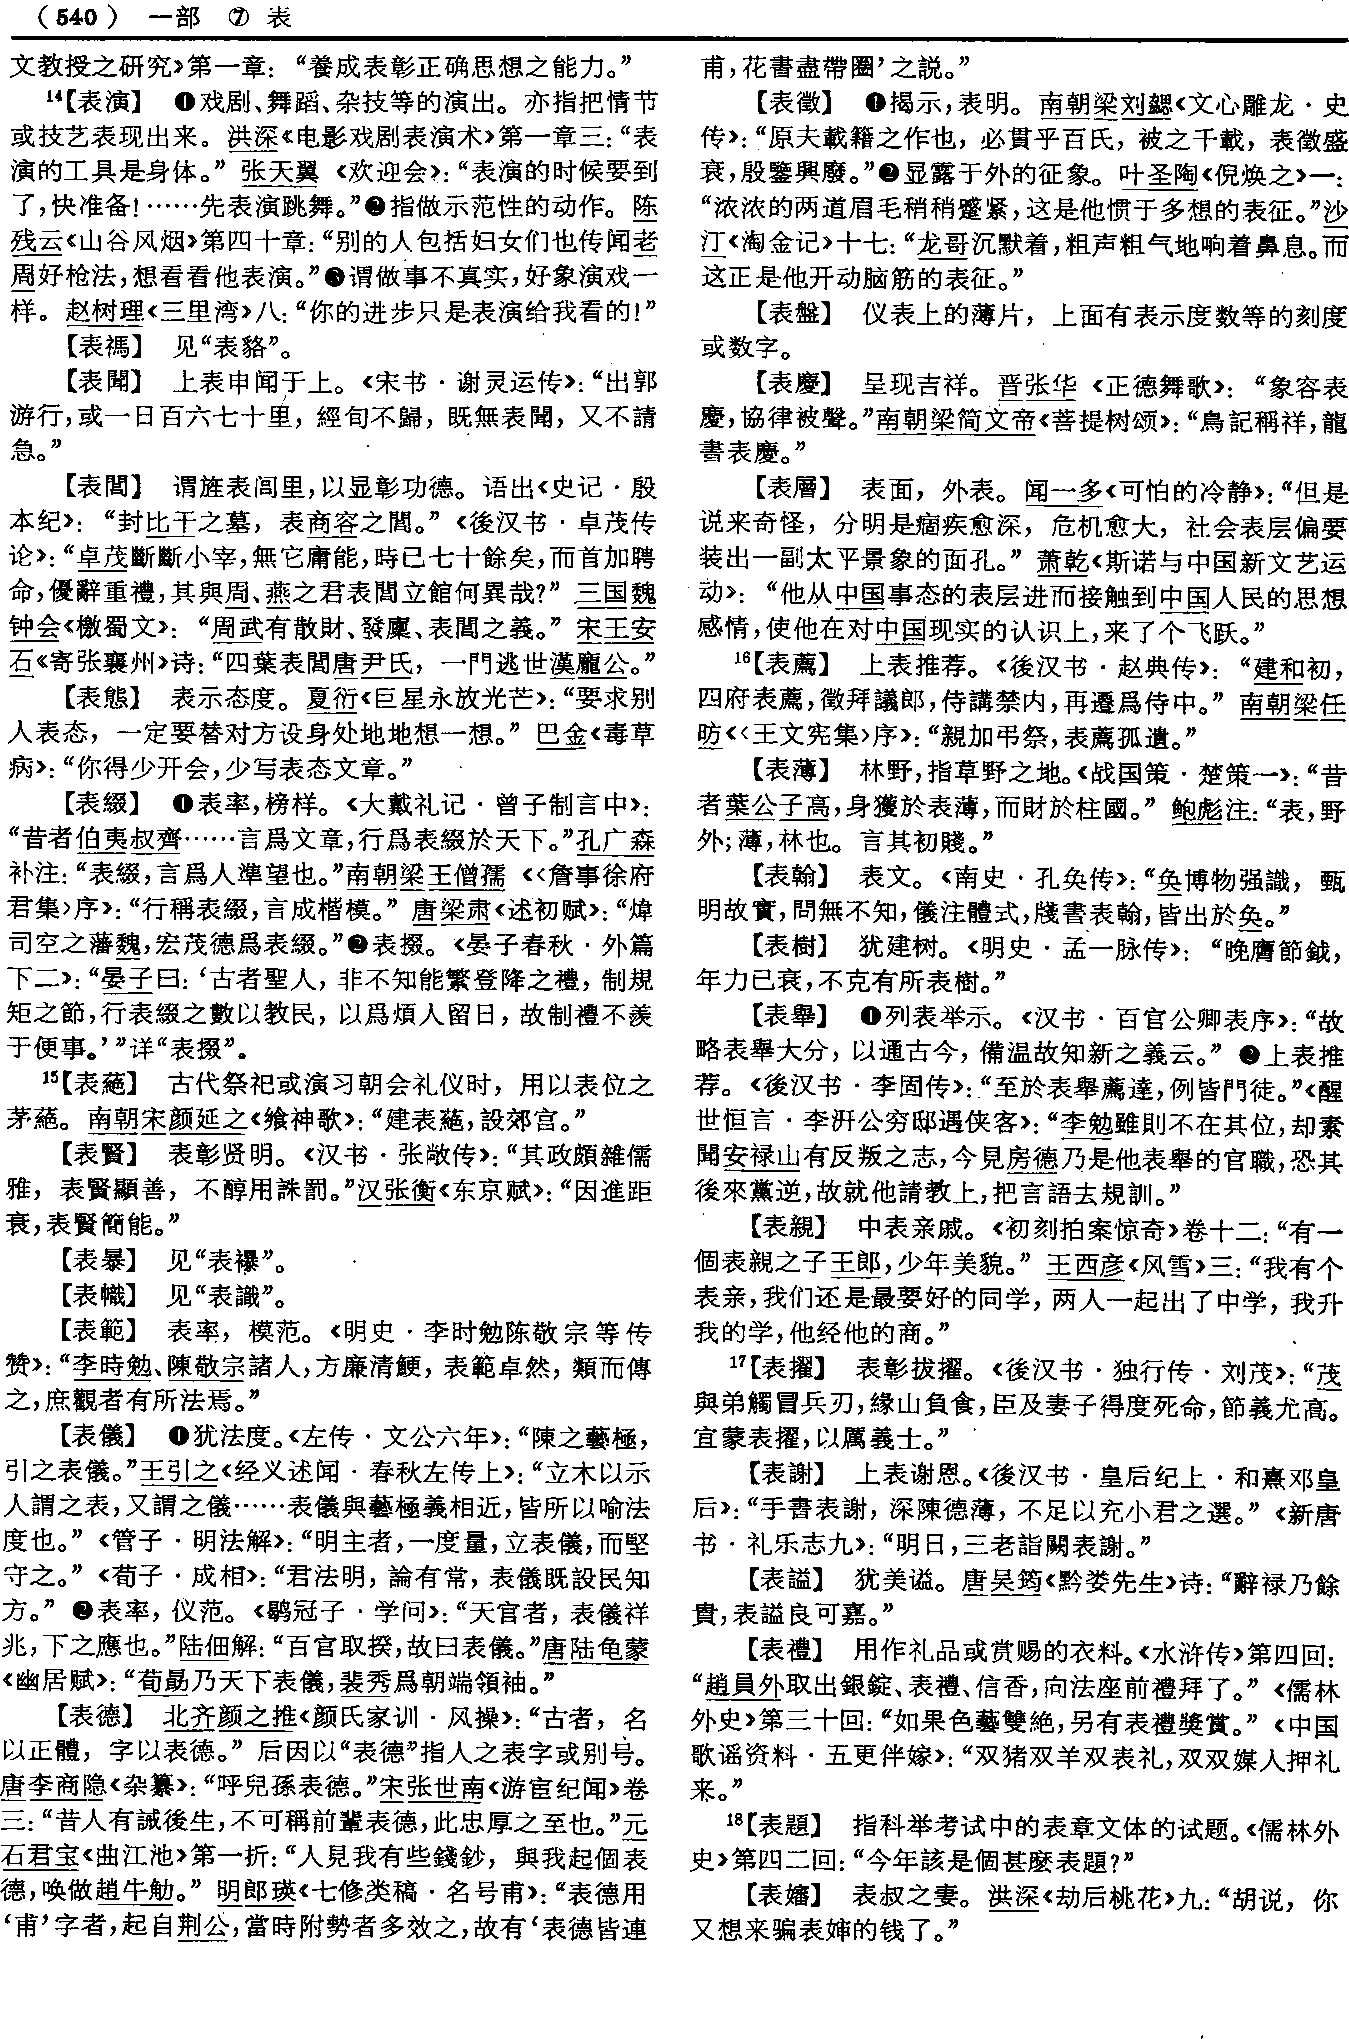 （540） 一部 ⑦ 表
文教授之研究》第一章：“養成表彰正确思想之能力。”
¹⁴【表演】 ❶戏剧、舞蹈、杂技等的演出。亦指把情节
或技艺表现出来。洪深《电影戏剧表演术》第一章三：“表
演的工具是身体。” 张天翼《欢迎会》：“表演的时候要到
了，快准备！……先表演跳舞。”❷指做示范性的动作。陈
残云《山谷风烟》第四十章：“别的人包括妇女们也传闻老
周好枪法，想看看他表演。”❸谓做事不真实，好象演戏一
样。赵树理《三里湾》八：“你的进步只是表演给我看的！”
【表禡】 见“表貉”。
【表聞】 上表申闻于上。《宋书·谢灵运传》：“出郭
游行，或一日百六七十里，經旬不歸，既無表聞，又不請
急。”
【表閭】 谓旌表闾里，以显彰功德。语出《史记·殷
本纪》：“封比干之墓，表商容之閭。”《後汉书·卓茂传
论》：“卓茂斷斷小宰，無它庸能，時已七十餘矣，而首加聘
命，優辭重禮，其與周、燕之君表閭立館何異哉？” 三国魏
钟会《檄蜀文》：“周武有散財、發廩、表閭之義。” 宋王安
石《寄张襄州》诗：“四葉表閭唐尹氏，一門逃世漢龐公。”
【表態】 表示态度。夏衍《巨星永放光芒》：“要求别
人表态，一定要替对方设身处地地想一想。” 巴金《毒草
病》：“你得少开会，少写表态文章。”
【表綴】 ❶表率，榜样。《大戴礼记·曾子制言中》：
“昔者伯夷叔齊……言爲文章，行爲表綴於天下。”孔广森
补注：“表綴，言爲人準望也。”南朝梁王僧孺《〈詹事徐府
君集〉序》：“行稱表綴，言成楷模。” 唐梁肃《述初赋》：“煒
司空之藩魏，宏茂德爲表綴。”❷表掇。《晏子春秋·外篇
下二》：“晏子曰：‘古者聖人，非不知能繁登降之禮，制規
矩之節，行表綴之數以教民，以爲煩人留日，故制禮不羨
于便事。’”详“表掇”。
¹⁵【表蕝】 古代祭祀或演习朝会礼仪时，用以表位之
茅蕝。南朝宋颜延之《飨神歌》：“建表蕝，設郊宫。”
【表賢】 表彰贤明。《汉书·张敞传》：“其政頗雜儒
雅，表賢顯善，不醇用誅罰。”汉张衡《东京赋》：“因進距
衰，表賢簡能。”
【表暴】 见“表襮”。
【表幟】 见“表識”。
【表範】 表率，模范。《明史·李时勉陈敬宗等传
赞》：“李時勉、陳敬宗諸人，方廉清鯁，表範卓然，類而傳
之，庶觀者有所法焉。”
【表儀】 ❶犹法度。《左传·文公六年》：“陳之藝極，
引之表儀。”王引之《经义述闻·春秋左传上》：“立木以示
人謂之表，又謂之儀……表儀與藝極義相近，皆所以喻法
度也。”《管子·明法解》：“明主者，一度量，立表儀，而堅
守之。”《荀子·成相》：“君法明，論有常，表儀既設民知
方。” ❷表率，仪范。《鹖冠子·学问》：“天官者，表儀祥
兆，下之應也。”陆佃解：“百官取揆，故曰表儀。”唐陆龟蒙
《幽居赋》：“荀勗乃天下表儀，裴秀爲朝端領袖。”
【表德】 北齐颜之推《颜氏家训·风操》：“古者，名
以正體，字以表德。” 后因以“表德”指人之表字或别号。
唐李商隐《杂纂》：“呼兒孫表德。”宋张世南《游宦纪闻》卷
三：“昔人有誡後生，不可稱前輩表德，此忠厚之至也。”元
石君宝《曲江池》第一折：“人見我有些錢鈔，與我起個表
德，唤做趙牛觔。” 明郎瑛《七修类稿·名号甫》：“表德用
‘甫’字者，起自荆公，當時附勢者多效之，故有‘表德皆連
甫，花書盡帶圈’之説。”
【表徵】 ❶揭示，表明。南朝梁刘勰《文心雕龙·史
传》：“原夫載籍之作也，必貫乎百氏，被之千載，表徵盛
衰，殷鑒興廢。”❷显露于外的征象。叶圣陶《倪焕之》一：
“浓浓的两道眉毛稍稍蹙紧，这是他惯于多想的表征。”沙
汀《淘金记》十七：“龙哥沉默着，粗声粗气地响着鼻息。而
这正是他开动脑筋的表征。”
【表盤】 仪表上的薄片，上面有表示度数等的刻度
或数字。
【表慶】 呈现吉祥。晋张华《正德舞歌》：“象容表
慶，協律被聲。”南朝梁简文帝《菩提树颂》：“鳥記稱祥，龍
書表慶。”
【表層】 表面，外表。闻一多《可怕的冷静》：“但是
说来奇怪，分明是痼疾愈深，危机愈大，社会表层偏要
装出一副太平景象的面孔。” 萧乾《斯诺与中国新文艺运
动》：“他从中国事态的表层进而接触到中国人民的思想
感情，使他在对中国现实的认识上，来了个飞跃。”
¹⁶【表薦】 上表推荐。《後汉书·赵典传》：“建和初，
四府表薦，徵拜議郎，侍講禁内，再遷爲侍中。” 南朝梁任
昉《〈王文宪集〉序》：“親加弔祭，表薦孤遺。”
【表薄】 林野，指草野之地。《战国策·楚策一》：“昔
者葉公子高，身獲於表薄，而財於柱國。” 鲍彪注：“表，野
外；薄，林也。言其初賤。”
【表翰】 表文。《南史·孔奂传》：“奂博物强識，甄
明故實，問無不知，儀注體式，牋書表翰，皆出於奂。”
【表樹】 犹建树。《明史·孟一脉传》：“晚膺節鉞，
年力已衰，不克有所表樹。”
【表舉】 ❶列表举示。《汉书·百官公卿表序》：“故
略表舉大分，以通古今，備温故知新之義云。” ❷上表推
荐。《後汉书·李固传》：“至於表舉薦達，例皆門徒。”《醒
世恒言·李汧公穷邸遇侠客》：“李勉雖則不在其位，却素
聞安禄山有反叛之志，今見房德乃是他表舉的官職，恐其
後來黨逆，故就他請教上，把言語去規訓。”
【表親】 中表亲戚。《初刻拍案惊奇》卷十二：“有一
個表親之子王郎，少年美貌。” 王西彦《风雪》三：“我有个
表亲，我们还是最要好的同学，两人一起出了中学，我升
我的学，他经他的商。”
¹⁷【表擢】 表彰拔擢。《後汉书·独行传·刘茂》：“茂
與弟觸冒兵刃，緣山負食，臣及妻子得度死命，節義尤高。
宜蒙表擢，以厲義士。”
【表謝】 上表谢恩。《後汉书·皇后纪上·和熹邓皇
后》：“手書表謝，深陳德薄，不足以充小君之選。”《新唐
书·礼乐志九》：“明日，三老詣闕表謝。”
【表謚】 犹美谥。唐吴筠《黔娄先生》诗：“辭禄乃餘
貴，表謚良可嘉。”
【表禮】 用作礼品或赏赐的衣料。《水浒传》第四回：
“趙員外取出銀錠、表禮、信香，向法座前禮拜了。”《儒林
外史》第三十回：“如果色藝雙絶，另有表禮奬賞。”《中国
歌谣资料·五更伴嫁》：“双猪双羊双表礼，双双媒人押礼
来。”
¹⁸【表題】 指科举考试中的表章文体的试题。《儒林外
史》第四二回：“今年該是個甚麽表題？”
【表嬸】 表叔之妻。洪深《劫后桃花》九：“胡说，你
又想来骗表婶的钱了。”